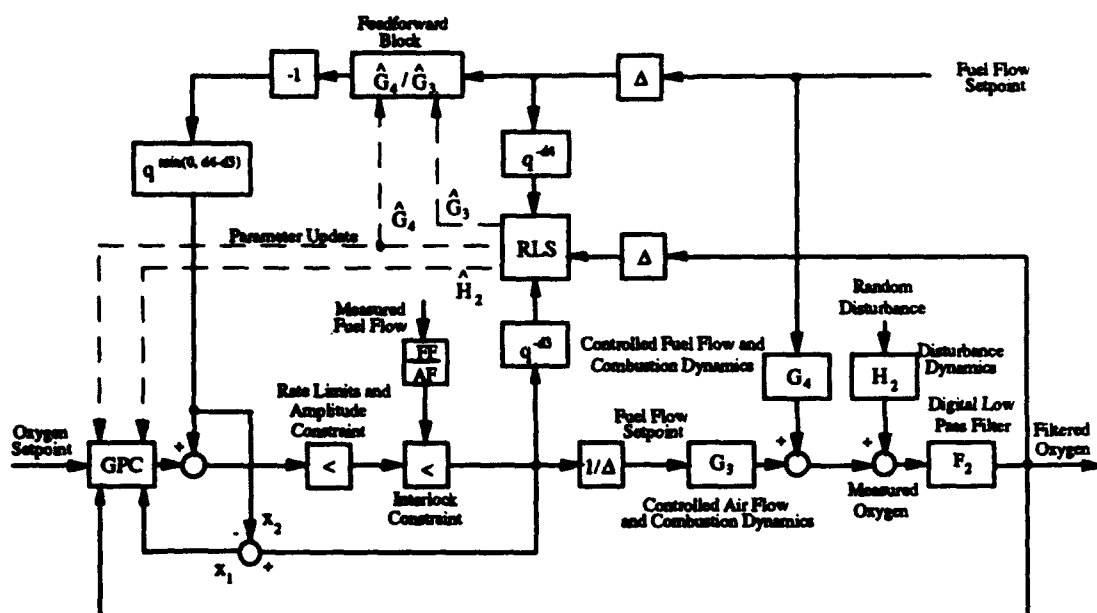 Feedforward
Block
-1
Ĝ4 / Ĝ3
Δ
Fuel Flow
Setpoint
q^min(0, d4-d3)
q^-d4
Ĝ4
Ĝ3
Parameter Update
RLS
Δ
Ĥ2
Random
Disturbance
Measured
Fuel Flow
FF
ΔF
q^-d3
Controlled Fuel Flow and
Combustion Dynamics
G4
H2
Disturbance
Dynamics
Rate Limits and
Amplitude
Constraint
Fuel Flow
Setpoint
Digital Low
Pass Filter
Oxygen
Setpoint
GPC
+
<
<
1/Δ
G3
+
+
F2
Filtered
Oxygen
Interlock
Constraint
Controlled Air Flow
and Combustion Dynamics
Measured
Oxygen
-
x2
x1
+